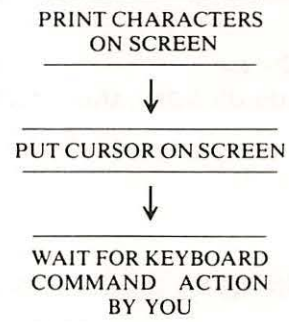 PRINT CHARACTERS
ON SCREEN
PUT CURSOR ON SCREEN
WAIT FOR KEYBOARD
COMMAND ACTION
BY YOU